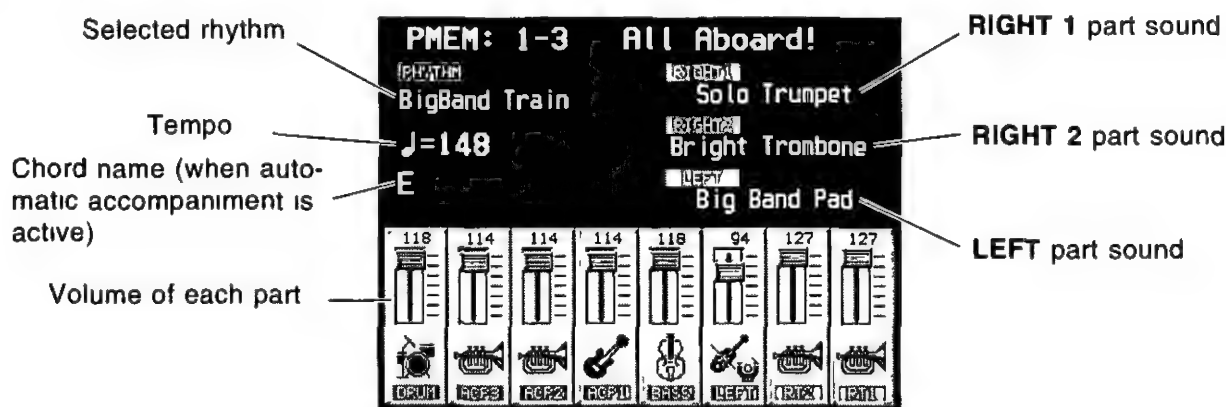 Selected rhythm
Tempo
Chord name (when auto-
matic accompaniment is
active)
Volume of each part
PMEM: 1-3 All Aboard!
RHYTHM
BigBand Train
♩=148
E
RIGHT1
Solo Trumpet
RIGHT2
Bright Trombone
LEFT
Big Band Pad
118 114 114 114 118 94 127 127
DRUM ACP3 ACP2 ACP1 BASS LEFT RT2 RT1
RIGHT 1 part sound
RIGHT 2 part sound
LEFT part sound